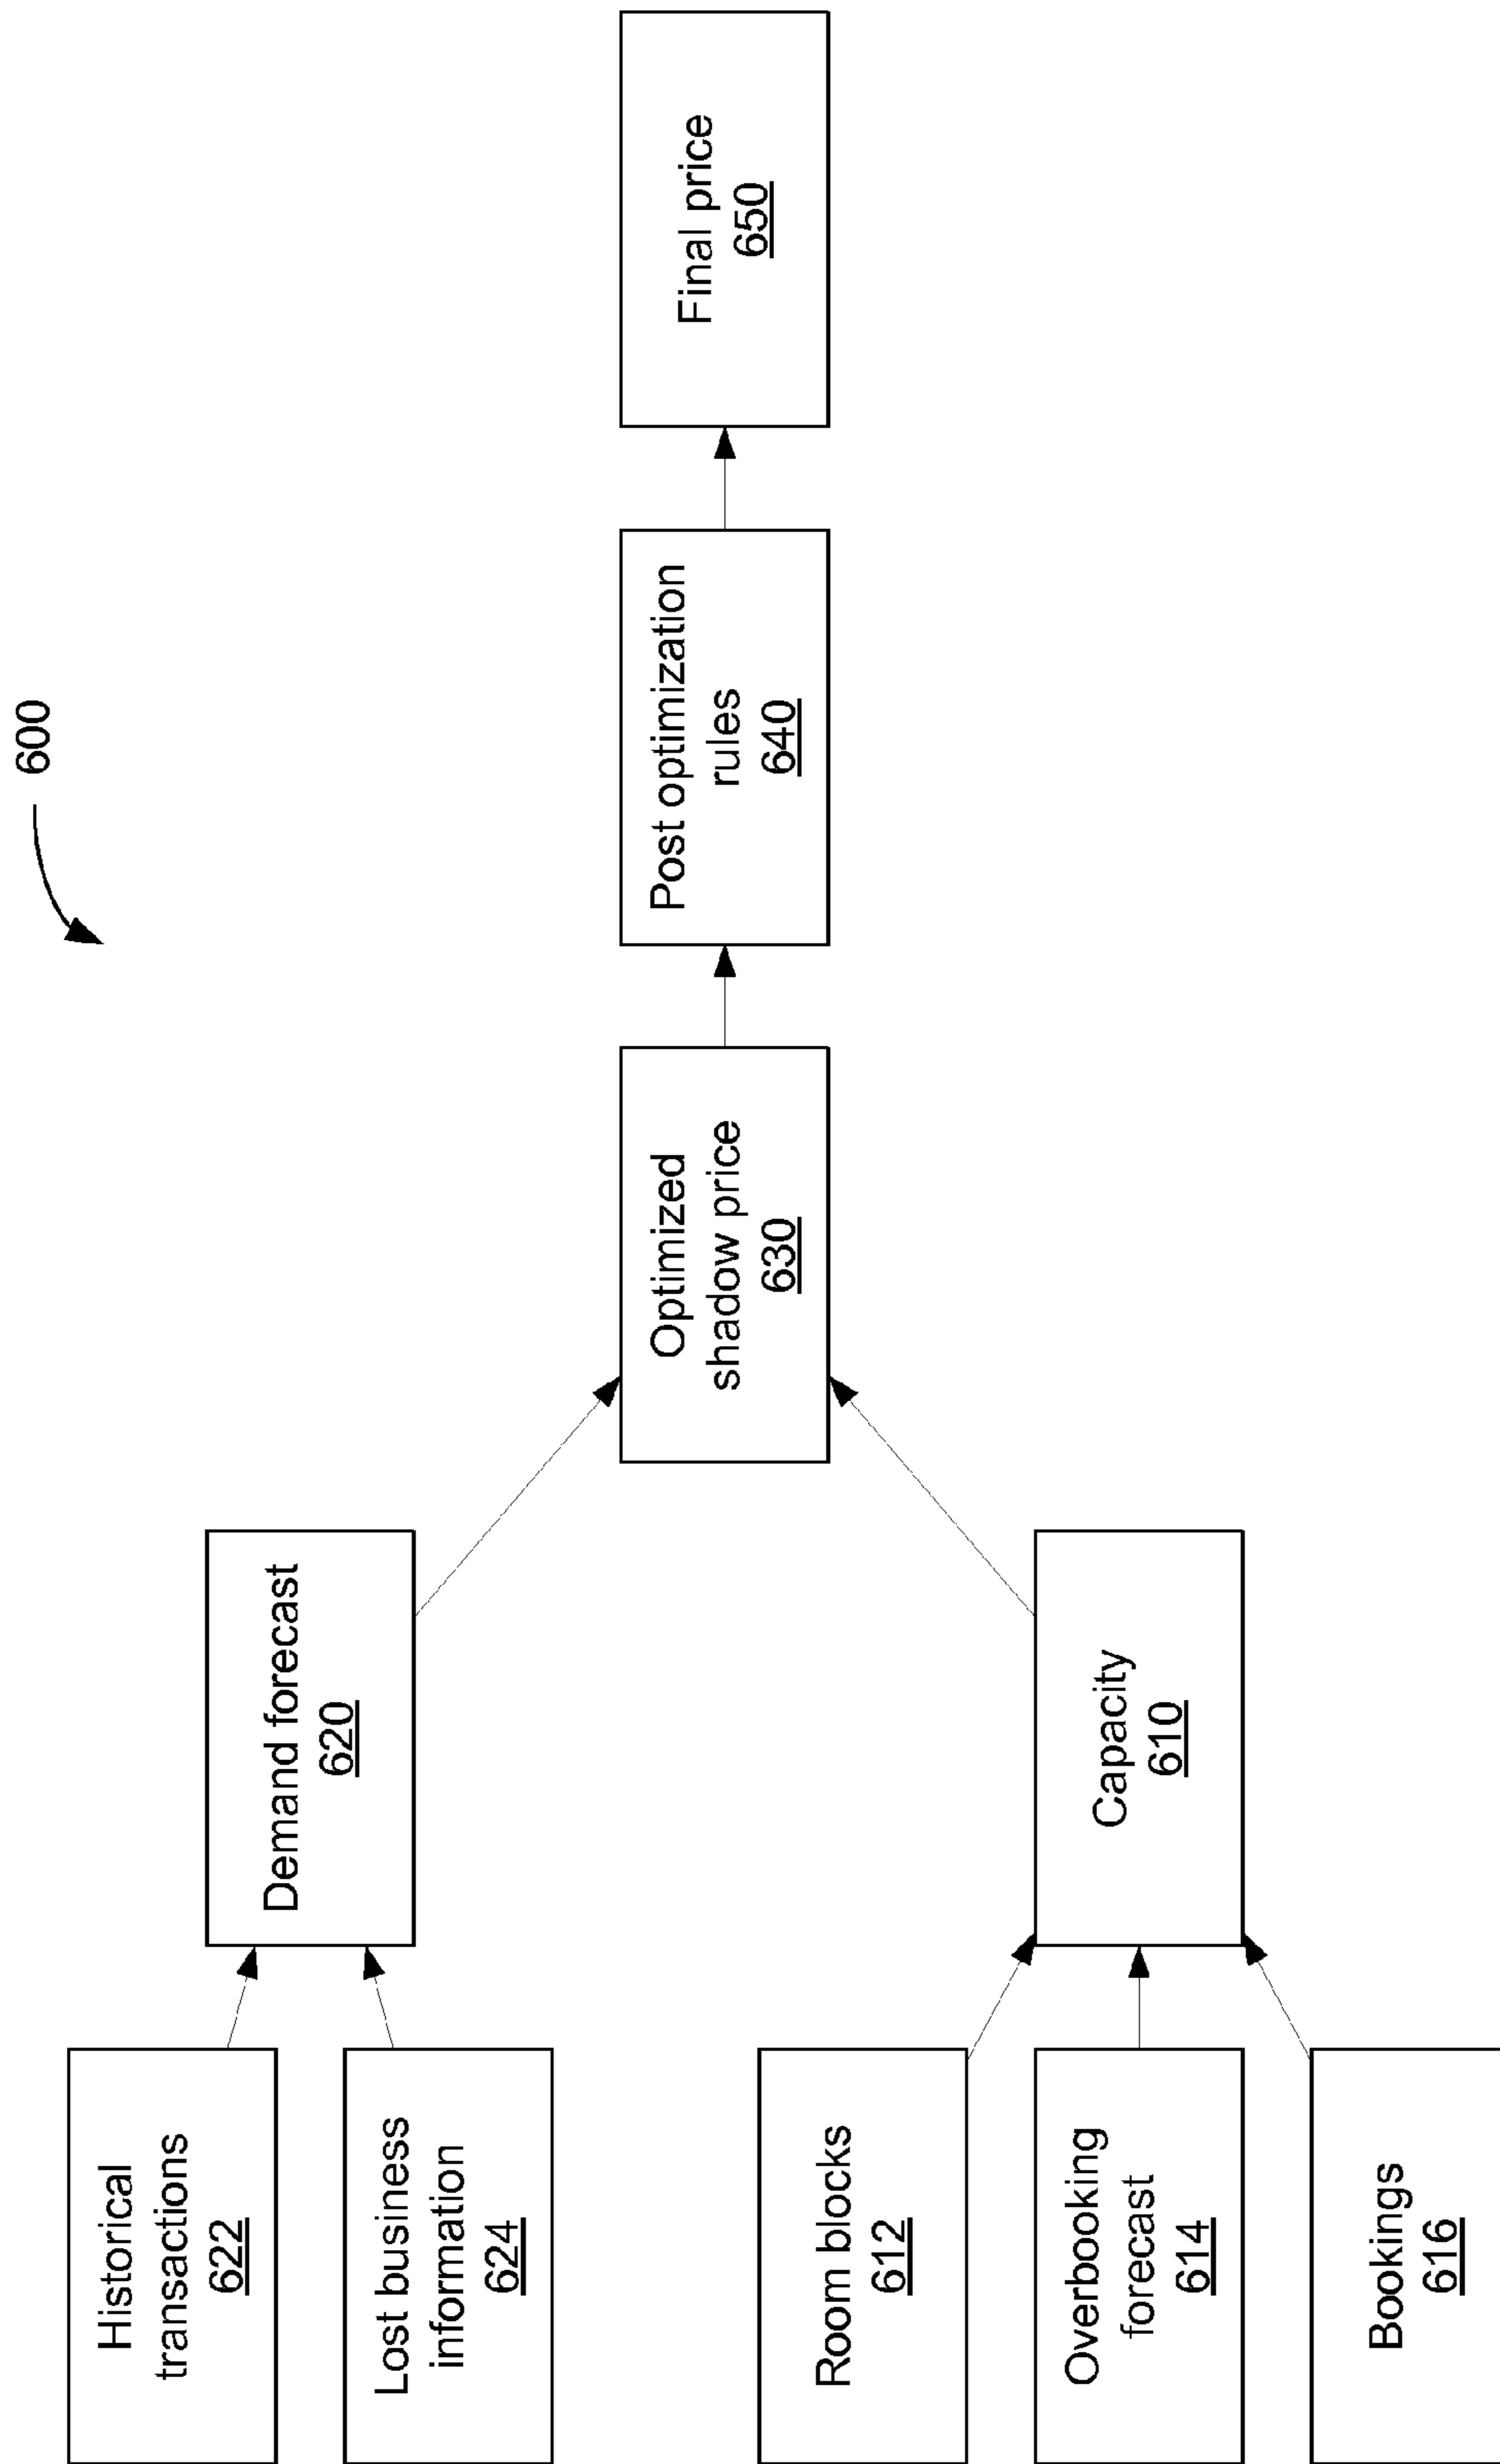 600
Historical
transactions
622
Lost business
information
624
Demand forecast
620
Room blocks
612
Overbooking
forecast
614
Bookings
616
Capacity
610
Optimized
shadow price
630
Post optimization
rules
640
Final price
650